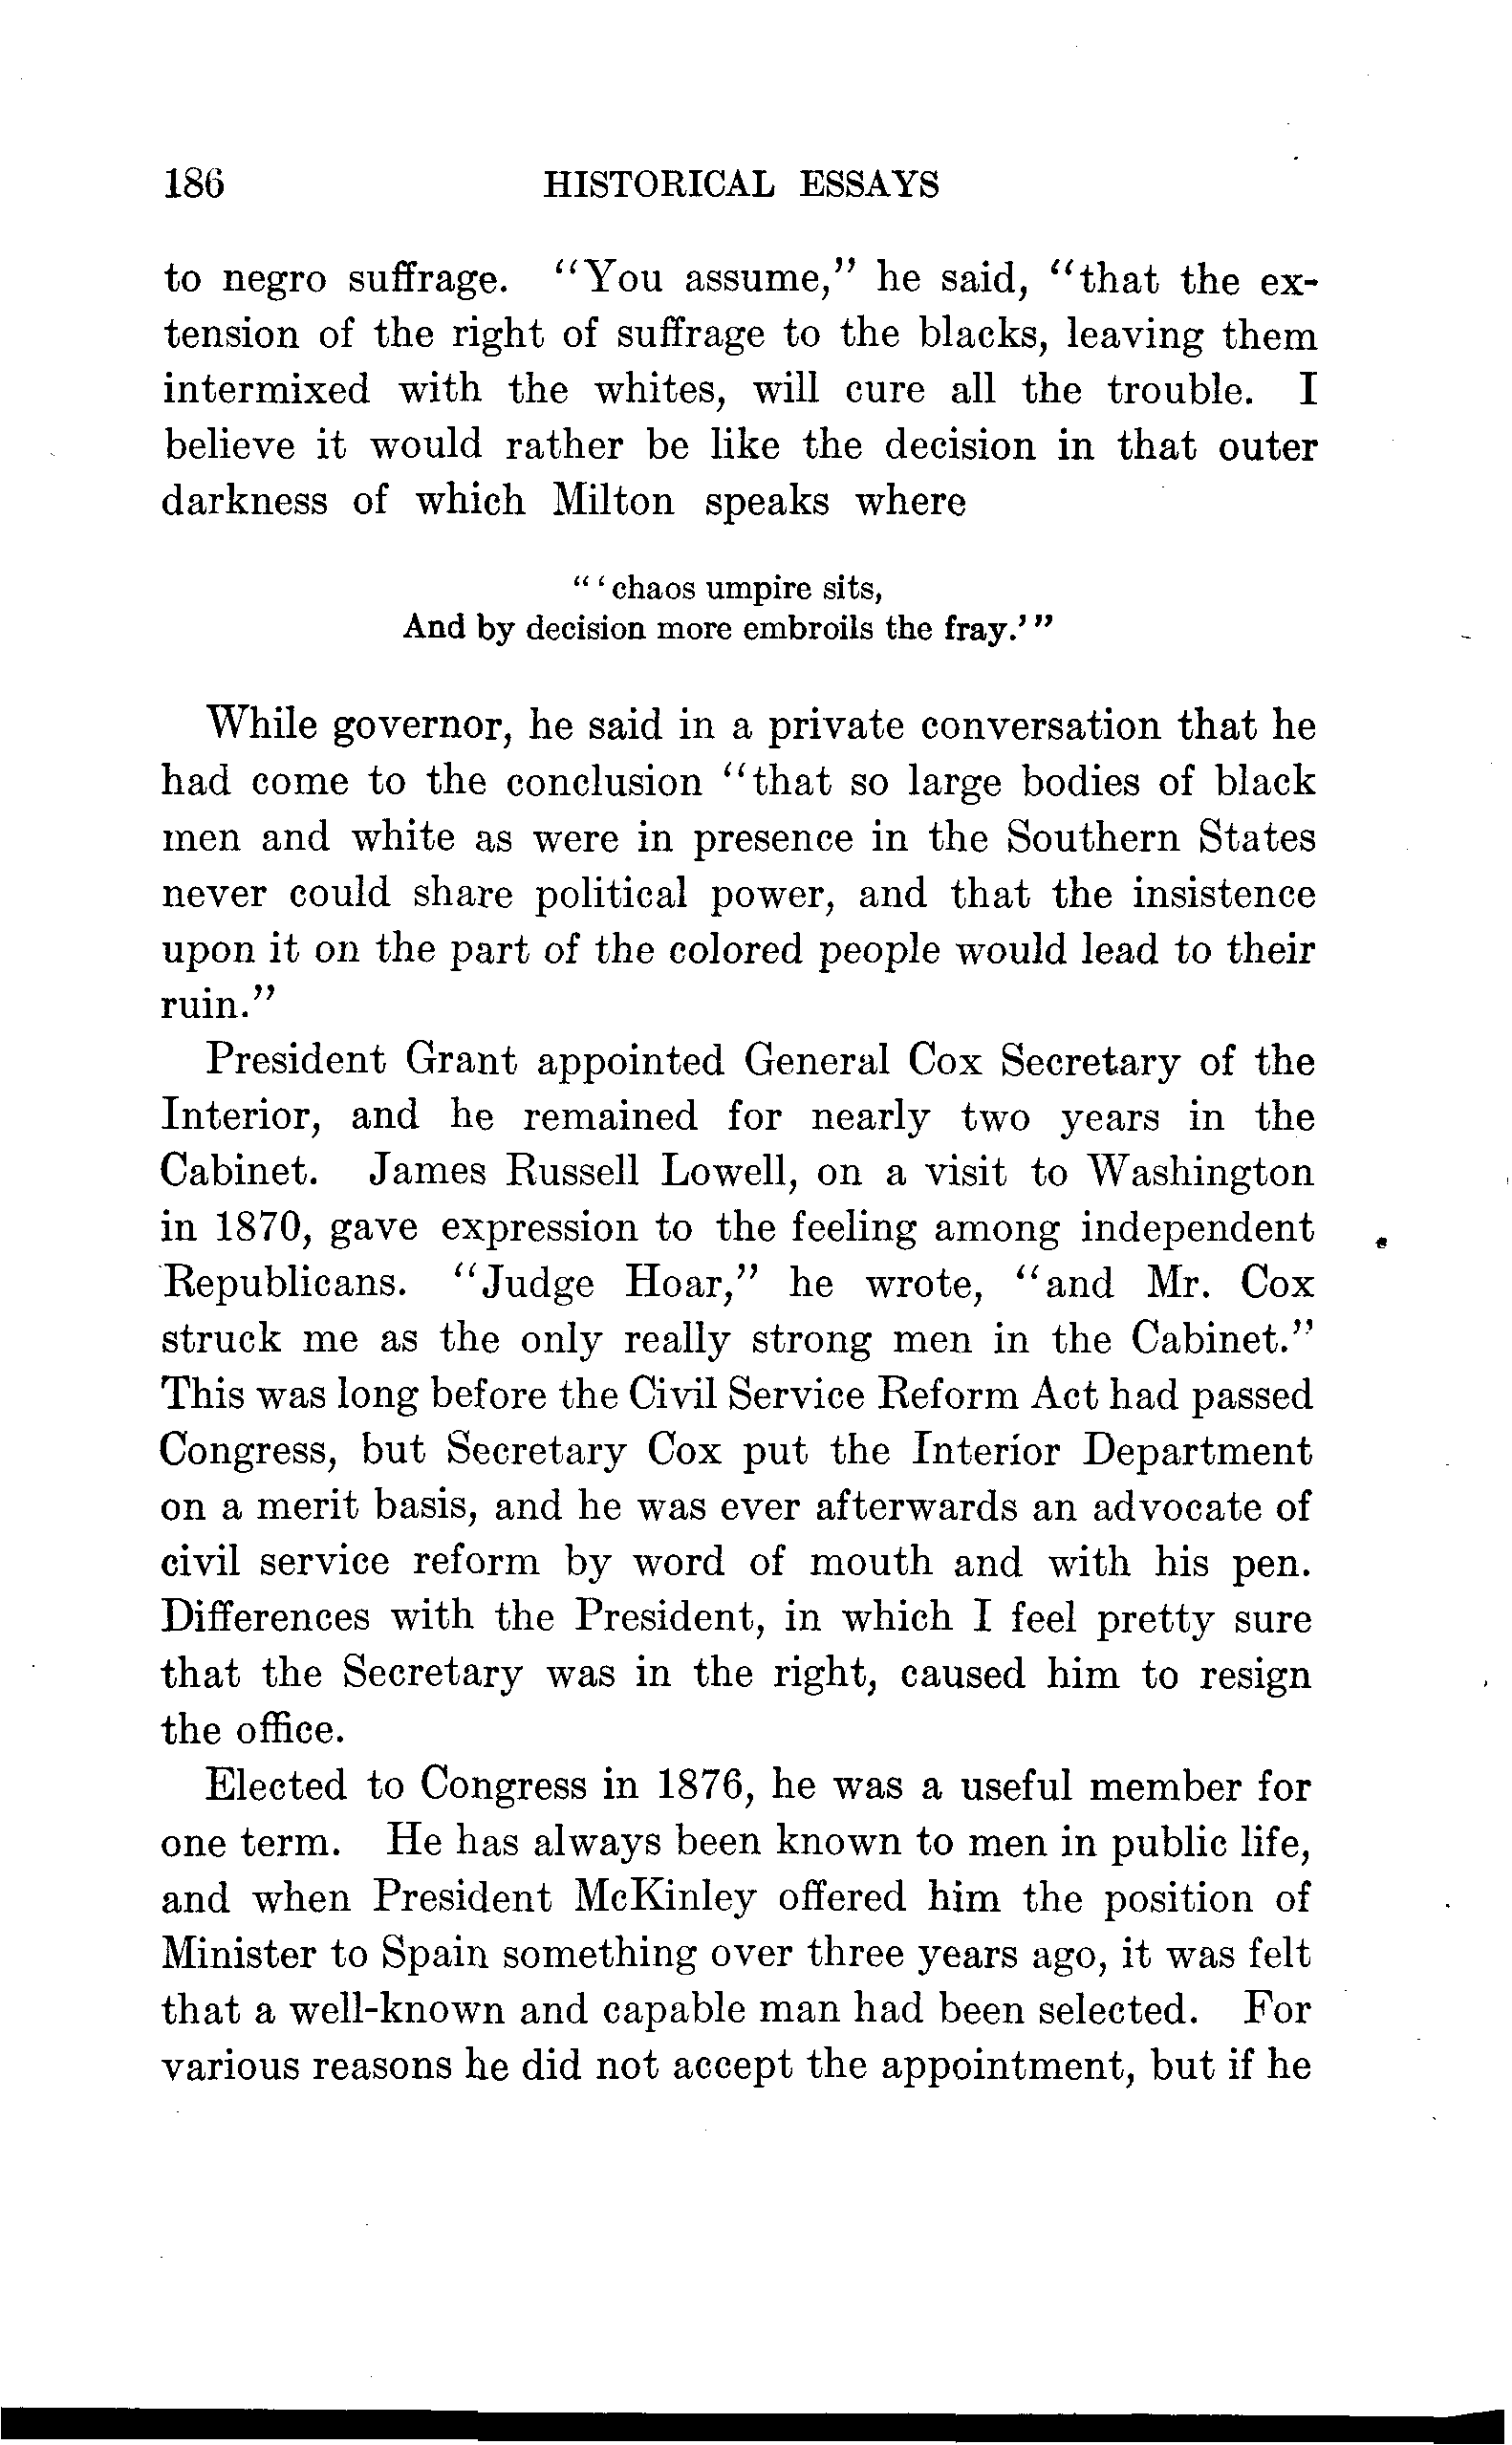 186 HISTORICAL ESSAYS
to negro suffrage. “You assume,” he said, “that the ex-
tension of the right of suffrage to the blacks, leaving them
intermixed with the whites, will cure all the trouble. I
believe it would rather be like the decision in that outer
darkness of which Milton speaks where
“‘chaos umpire sits,
And by decision more embroils the fray.’”
While governor, he said in a private conversation that he
had come to the conclusion “that so large bodies of black
men and white as were in presence in the Southern States
never could share political power, and that the insistence
upon it on the part of the colored people would lead to their
ruin.”
President Grant appointed General Cox Secretary of the
Interior, and he remained for nearly two years in the
Cabinet. James Russell Lowell, on a visit to Washington
in 1870, gave expression to the feeling among independent
Republicans. “Judge Hoar,” he wrote, “and Mr. Cox
struck me as the only really strong men in the Cabinet.”
This was long before the Civil Service Reform Act had passed
Congress, but Secretary Cox put the Interior Department
on a merit basis, and he was ever afterwards an advocate of
civil service reform by word of mouth and with his pen.
Differences with the President, in which I feel pretty sure
that the Secretary was in the right, caused him to resign
the office.
Elected to Congress in 1876, he was a useful member for
one term. He has always been known to men in public life,
and when President McKinley offered him the position of
Minister to Spain something over three years ago, it was felt
that a well-known and capable man had been selected. For
various reasons he did not accept the appointment, but if he